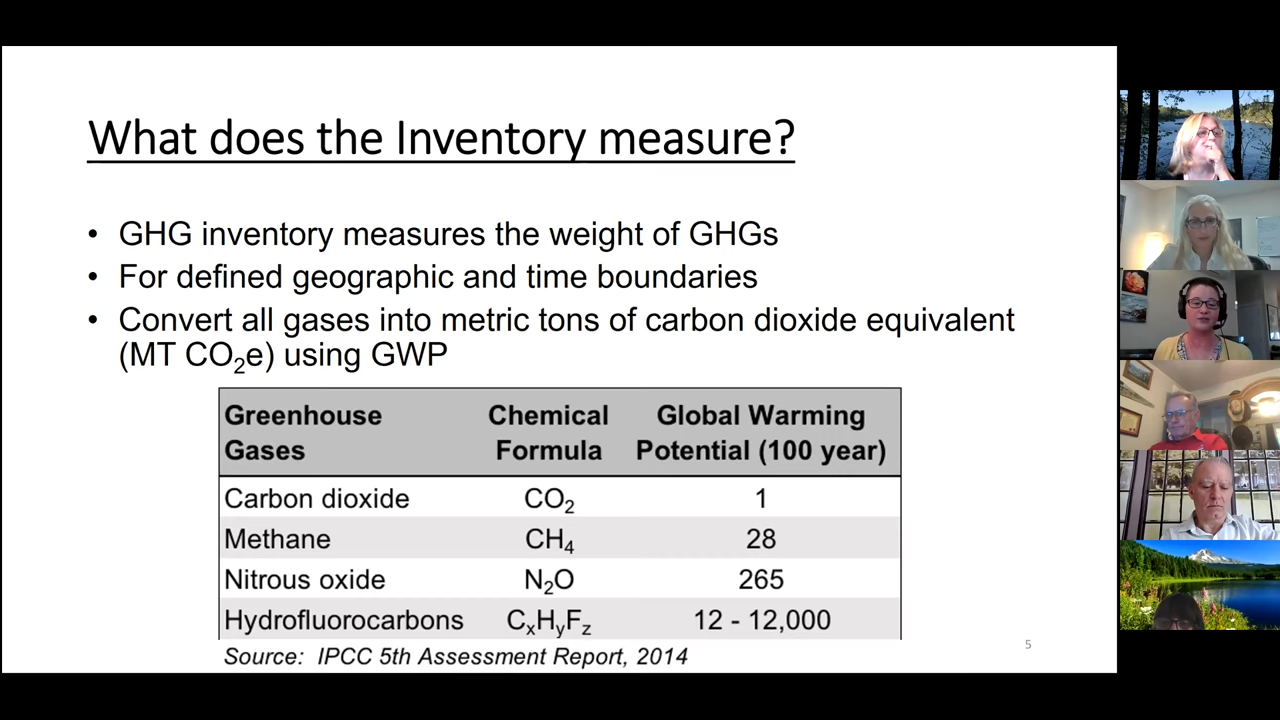 What does the Inventory measure?
• GHG inventory measures the weight of GHGs
• For defined geographic and time boundaries
• Convert all gases into metric tons of carbon dioxide equivalent
(MT CO₂e) using GWP
Greenhouse Gases Chemical Formula Global Warming Potential (100 year)
Carbon dioxide CO₂ 1
Methane CH₄ 28
Nitrous oxide N₂O 265
Hydrofluorocarbons CₓHᵧF_z 12 - 12,000
Source: IPCC 5th Assessment Report, 2014
5